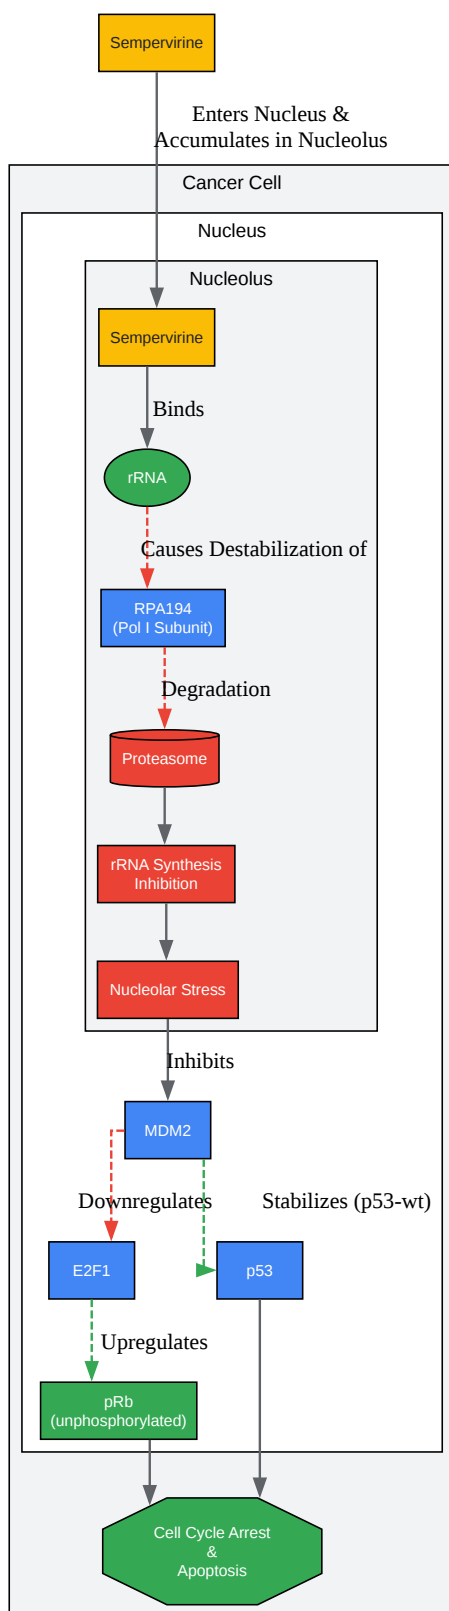 Sempervirine
Enters Nucleus &
Accumulates in Nucleolus
Cancer Cell
Nucleus
Nucleolus
Sempervirine
Binds
rRNA
Causes Destabilization of
RPA194
(Pol I Subunit)
Degradation
Proteasome
rRNA Synthesis
Inhibition
Nucleolar Stress
Inhibits
MDM2
Downregulates
Stabilizes (p53-wt)
E2F1
p53
Upregulates
pRb
(unphosphorylated)
Cell Cycle Arrest
&
Apoptosis